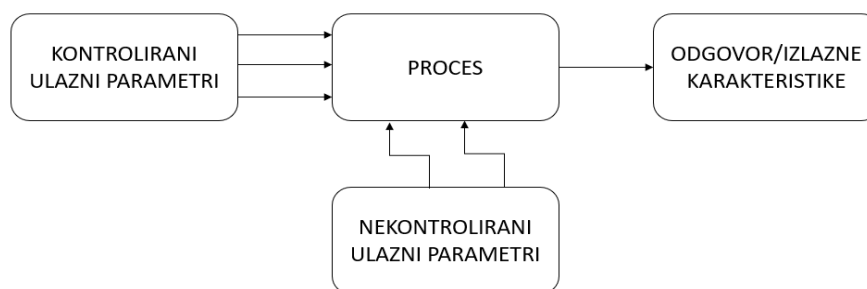 KONTROLIRANI
ULAZNI PARAMETRI
PROCES
ODGOVOR/IZLAZNE
KARAKTERISTIKE
NEKONTROLIRANI
ULAZNI PARAMETRI